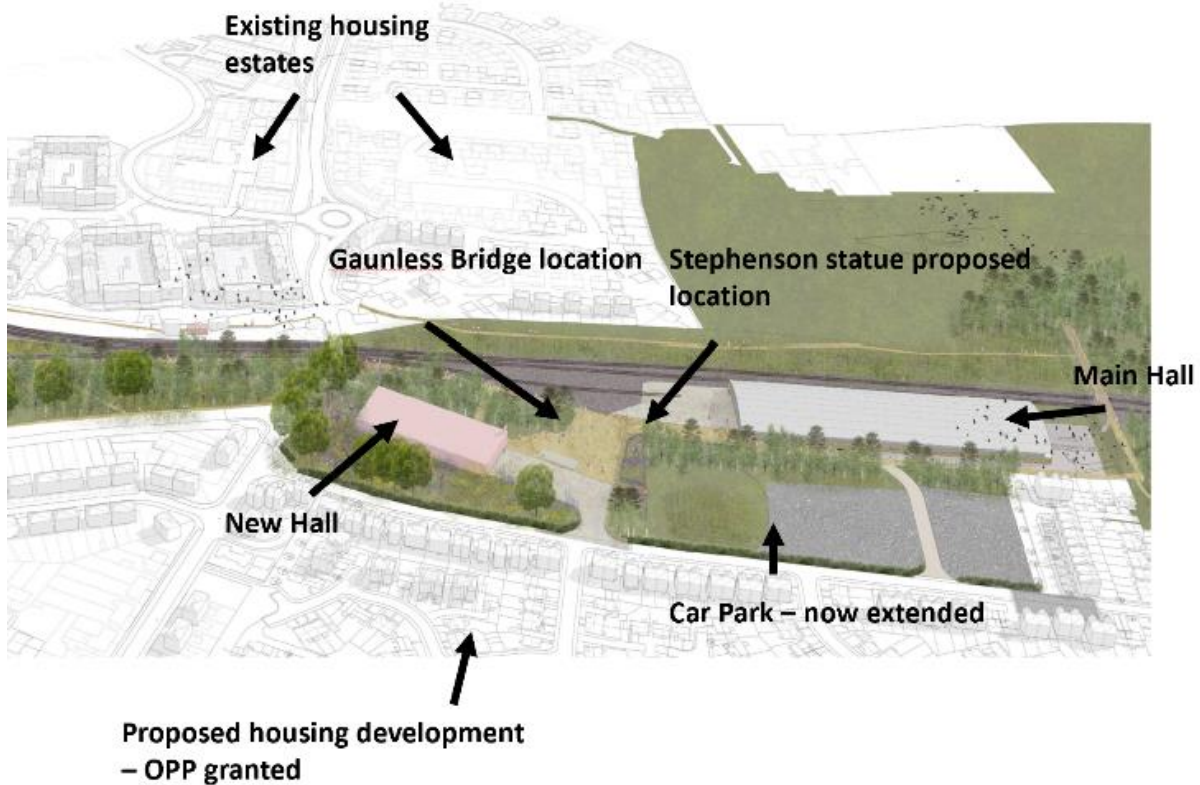 Existing housing
estates
Gaunless Bridge location
Stephenson statue proposed
location
Main Hall
New Hall
Car Park – now extended
Proposed housing development
– OPP granted